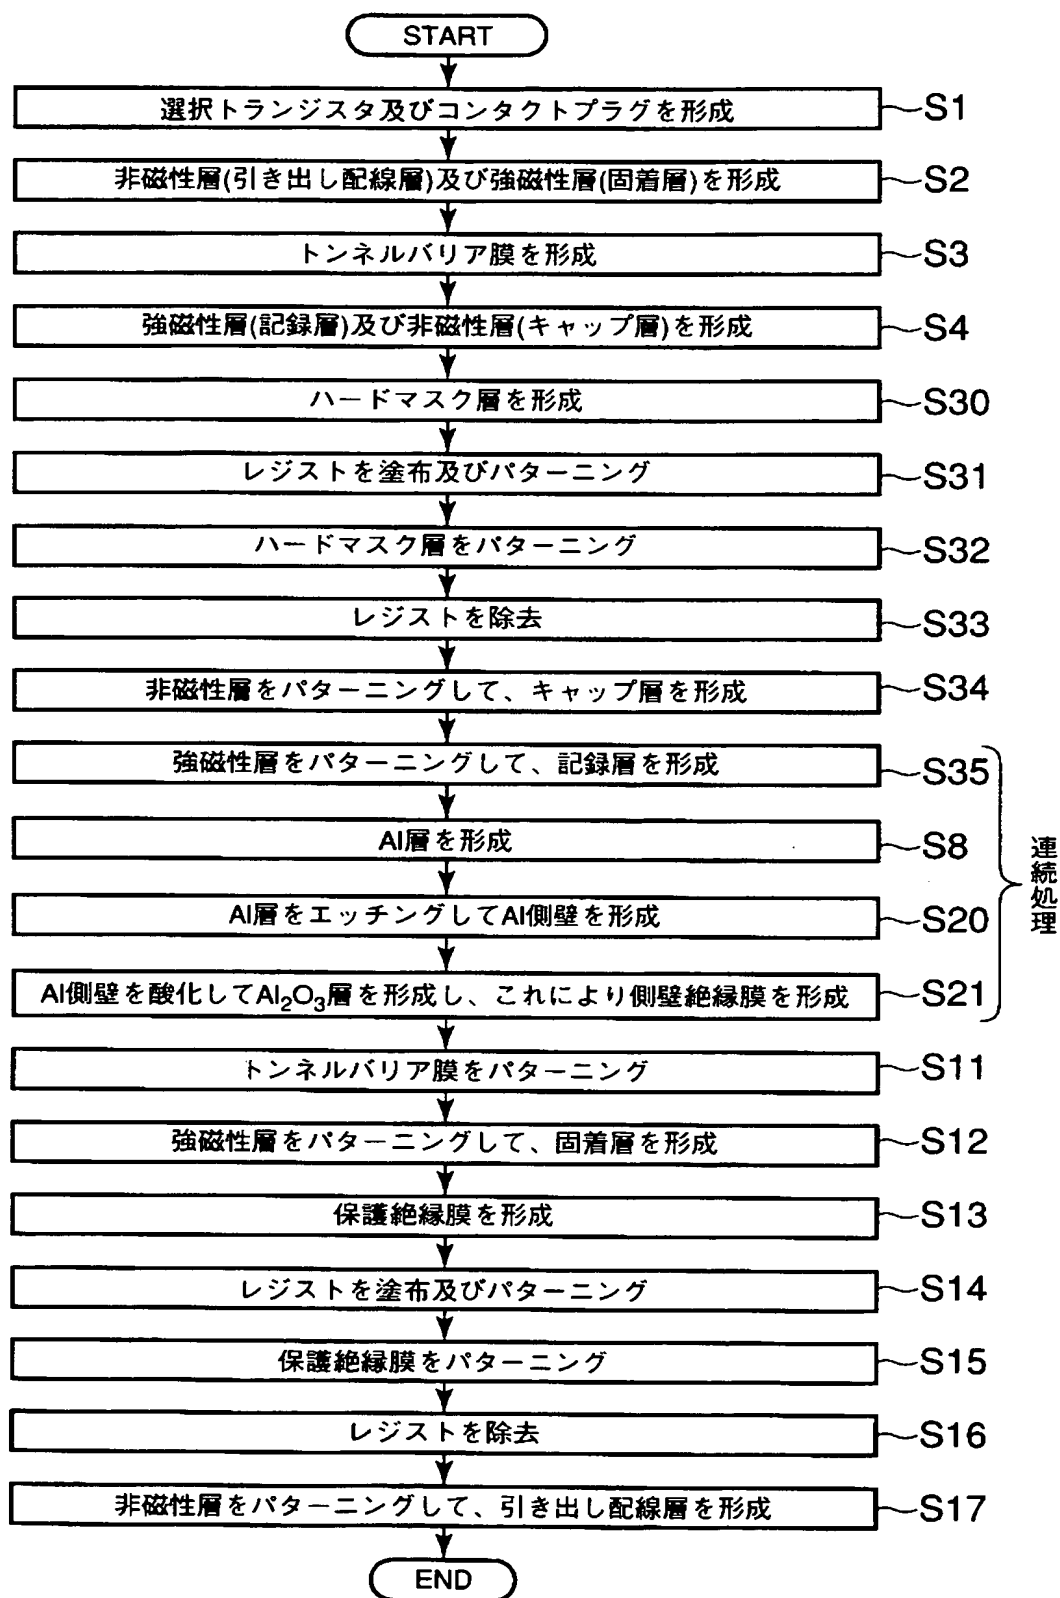 START
選択トランジスタ及びコンタクトプラグを形成 S1
非磁性層(引き出し配線層)及び強磁性層(固着層)を形成 S2
トンネルバリア膜を形成 S3
強磁性層(記録層)及び非磁性層(キャップ層)を形成 S4
ハードマスク層を形成 S30
レジストを塗布及びパターニング S31
ハードマスク層をパターニング S32
レジストを除去 S33
非磁性層をパターニングして、キャップ層を形成 S34
強磁性層をパターニングして、記録層を形成 S35
Al層を形成 S8
Al層をエッチングしてAl側壁を形成 S20
Al側壁を酸化してAl₂O₃層を形成し、これにより側壁絶縁膜を形成 S21
連続処理
トンネルバリア膜をパターニング S11
強磁性層をパターニングして、固着層を形成 S12
保護絶縁膜を形成 S13
レジストを塗布及びパターニング S14
保護絶縁膜をパターニング S15
レジストを除去 S16
非磁性層をパターニングして、引き出し配線層を形成 S17
END